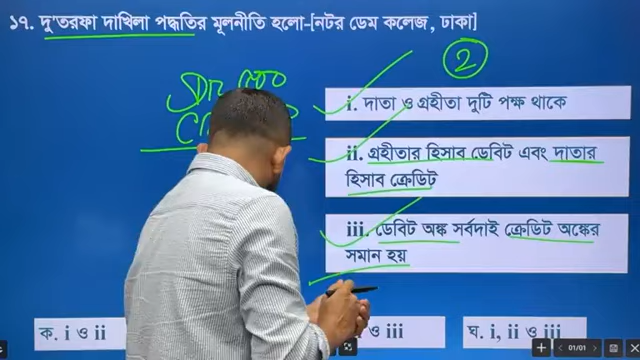 ১৭. দু'তরফা দাখিলা পদ্ধতির মূলনীতি হলো-[নটর ডেম কলেজ, ঢাকা]
2
i. দাতা ও গ্রহীতা দুটি পক্ষ থাকে
ii. গ্রহীতার হিসাব ডেবিট এবং দাতার
হিসাব ক্রেডিট
iii. ডেবিট অঙ্ক সর্বদাই ক্রেডিট অঙ্কের
সমান হয়
ক. i ও ii
ও iii
ঘ. i, ii ও iii
01/01